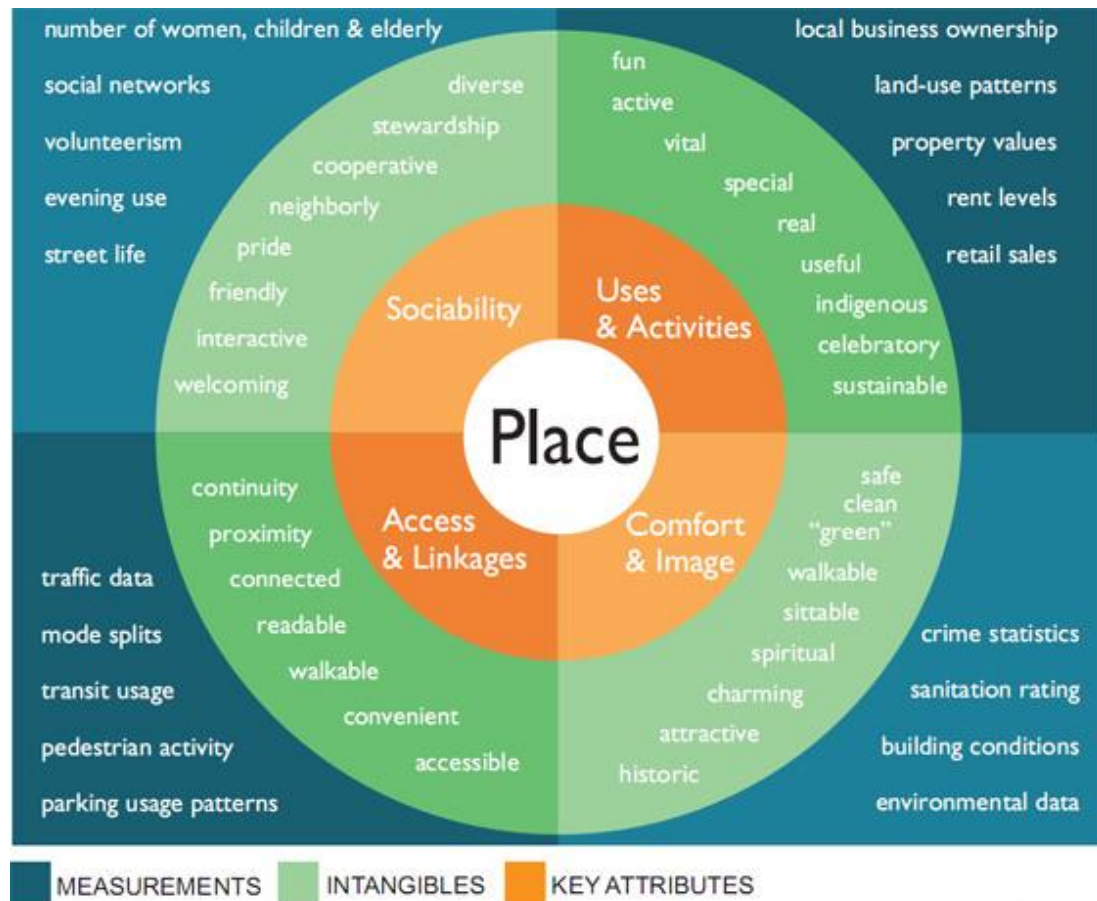 number of women, children & elderly
social networks
volunteerism
evening use
street life
diverse
stewardship
cooperative
neighborly
pride
friendly
interactive
welcoming
Sociability
fun
active
vital
special
real
useful
indigenous
celebratory
sustainable
Uses
& Activities
local business ownership
land-use patterns
property values
rent levels
retail sales
Place
continuity
proximity
connected
readable
walkable
convenient
accessible
Access
& Linkages
traffic data
mode splits
transit usage
pedestrian activity
parking usage patterns
Comfort
& Image
safe
clean
“green”
walkable
sittable
spiritual
charming
attractive
historic
crime statistics
sanitation rating
building conditions
environmental data
MEASUREMENTS
INTANGIBLES
KEY ATTRIBUTES